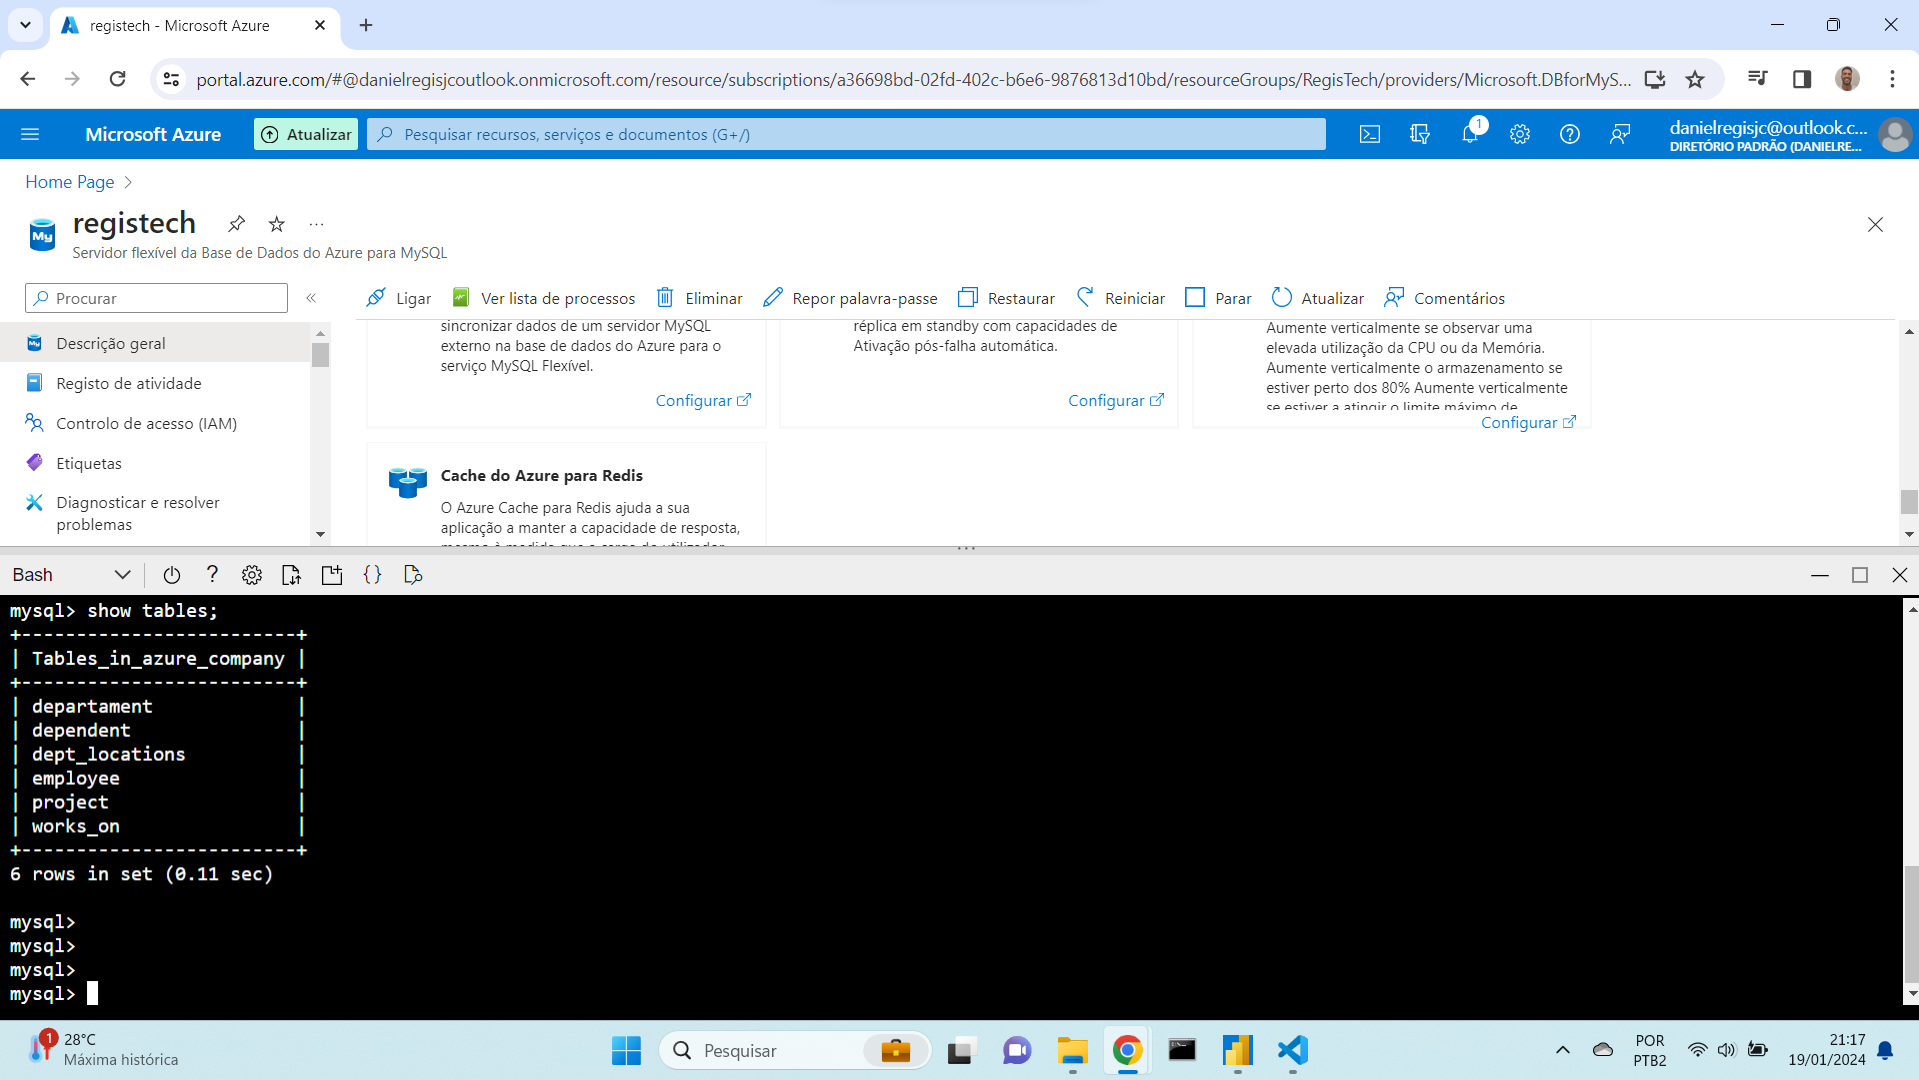 registech - Microsoft Azure
portal.azure.com/#@danielregisjcoutlook.onmicrosoft.com/resource/subscriptions/a36698bd-02fd-402c-b6e6-9876813d10bd/resourceGroups/RegisTech/providers/Microsoft.DBforMyS...
Microsoft Azure
Atualizar
Pesquisar recursos, serviços e documentos (G+/)
1
danielregisjc@outlook.c...
DIRETÓRIO PADRÃO (DANIELRE...
Home Page
My
registech
...
Servidor flexível da Base de Dados do Azure para MySQL
Procurar
Ligar
Ver lista de processos
Eliminar
Repor palavra-passe
Restaurar
Reiniciar
Parar
Atualizar
Comentários
Descrição geral
Registo de atividade
Controlo de acesso (IAM)
Etiquetas
Diagnosticar e resolver
problemas
sincronizar dados de um servidor MySQL
externo na base de dados do Azure para o
serviço MySQL Flexível.
Configurar
réplica em standby com capacidades de
Ativação pós-falha automática.
Configurar
Aumente verticalmente se observar uma
elevada utilização da CPU ou da Memória.
Aumente verticalmente o armazenamento se
estiver perto dos 80% Aumente verticalmente
se estiver a atingir o limite máximo de
Configurar
Cache do Azure para Redis
O Azure Cache para Redis ajuda a sua
aplicação a manter a capacidade de resposta,
mesmo à medida que a carga do utilizador
Bash
mysql> show tables;
+-------------------------+
| Tables_in_azure_company |
+-------------------------+
| departament             |
| dependent               |
| dept_locations          |
| employee                |
| project                 |
| works_on                |
+-------------------------+
6 rows in set (0.11 sec)
mysql>
mysql>
mysql>
mysql>
1
28°C
Máxima histórica
Pesquisar
POR
PTB2
21:17
19/01/2024